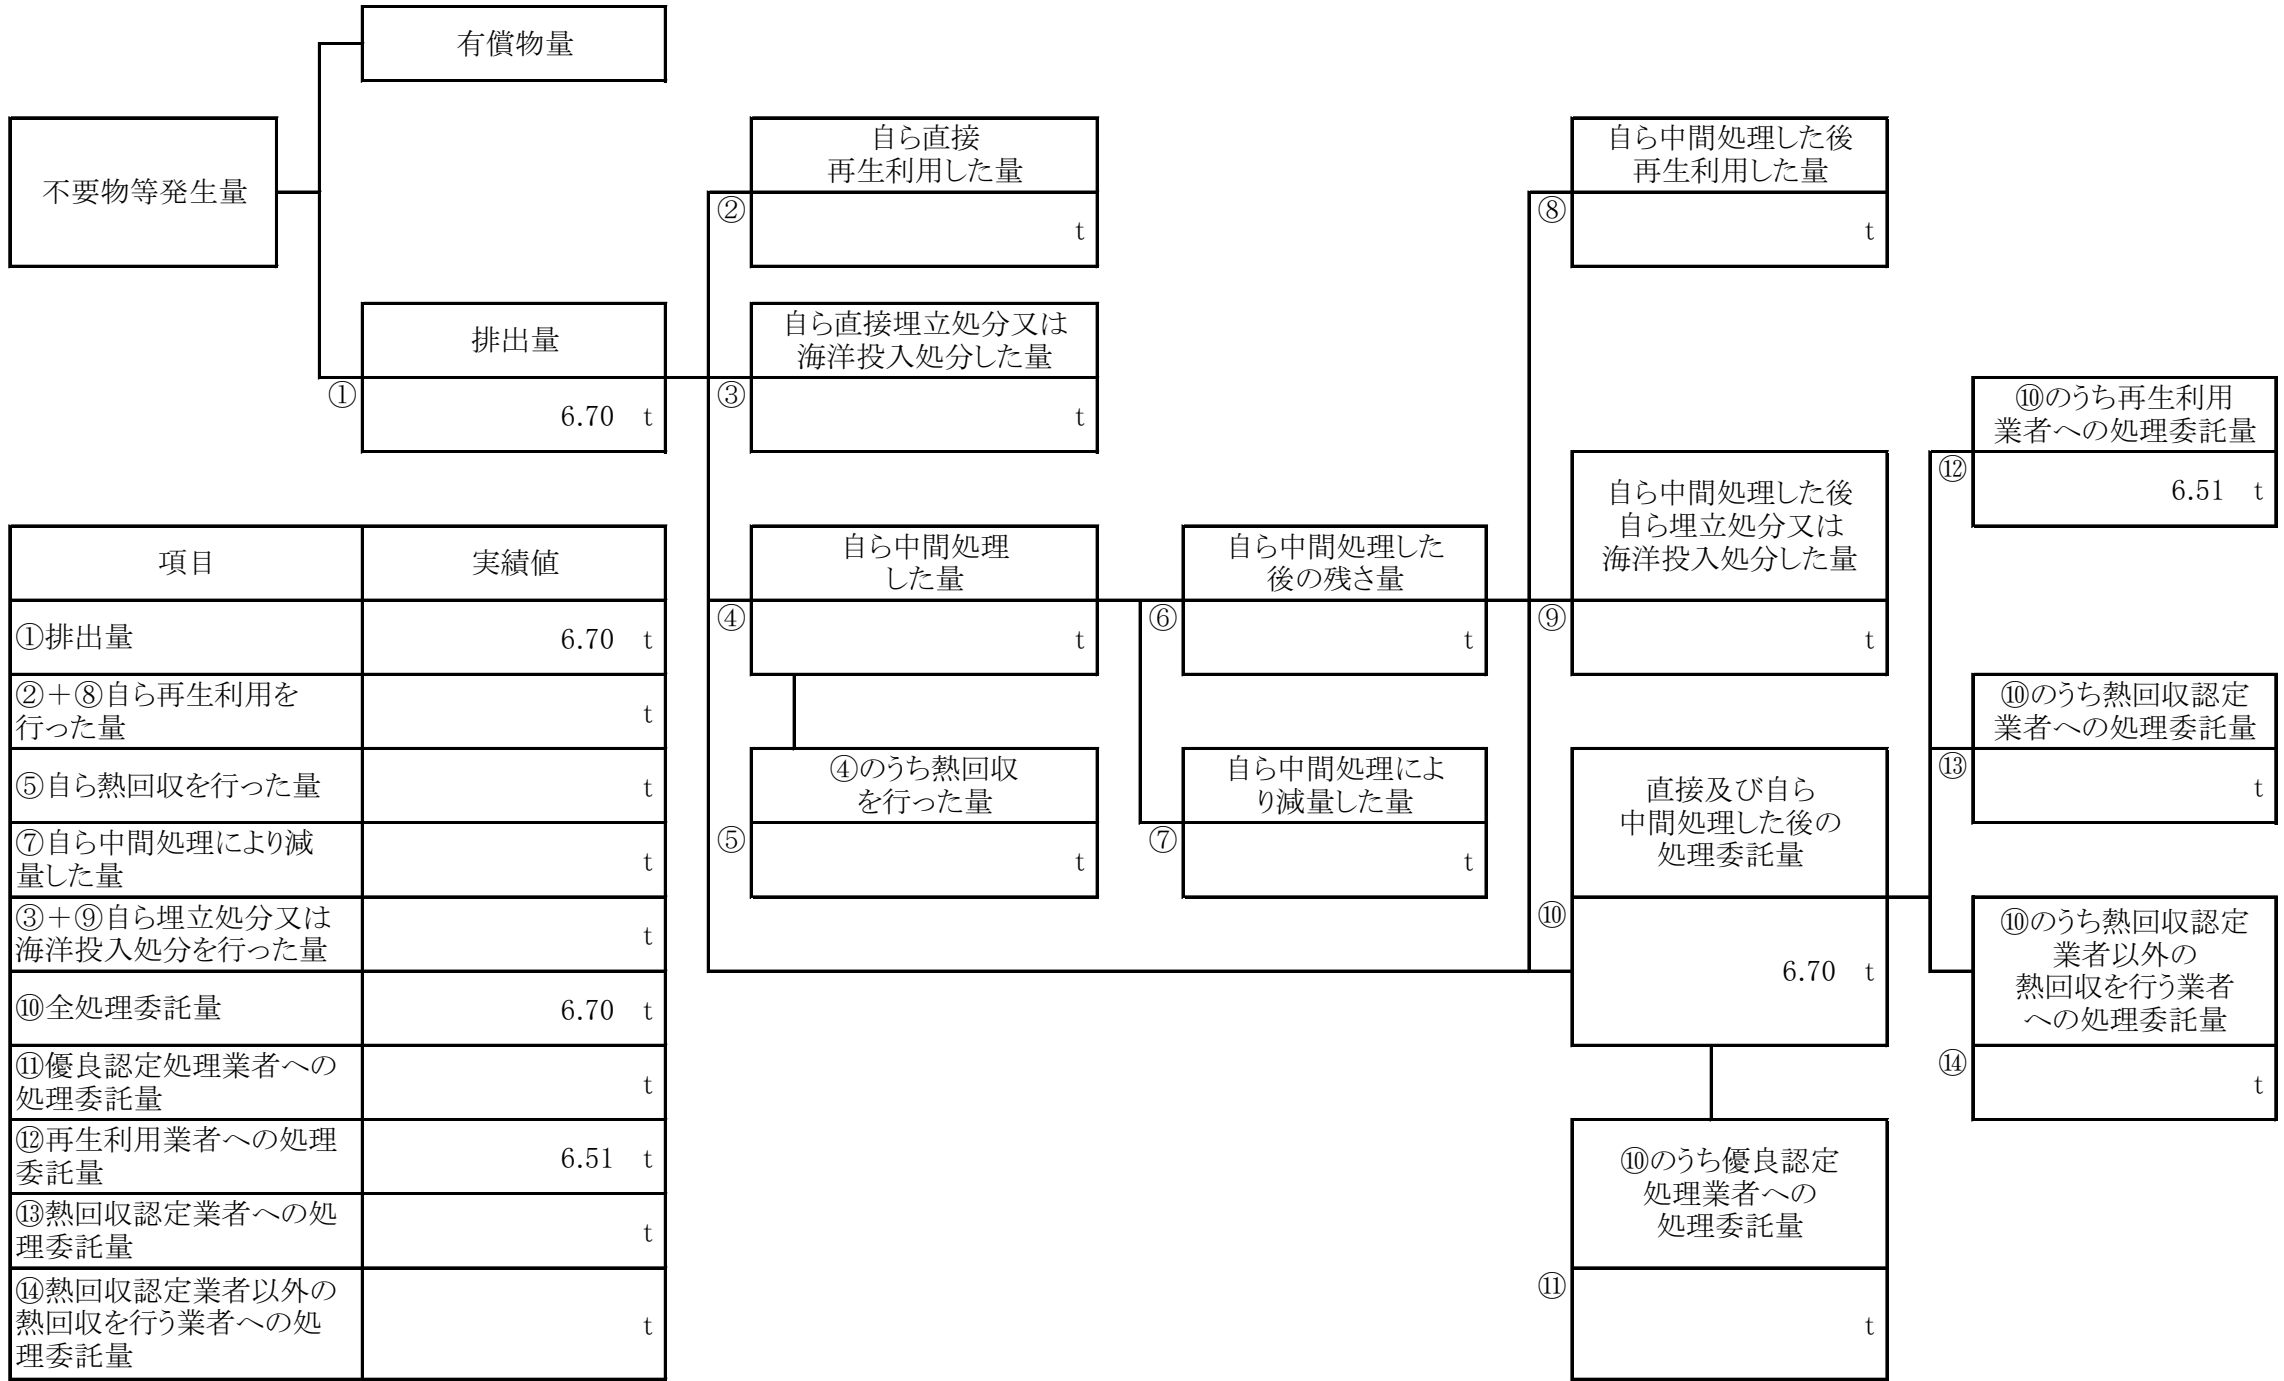 有償物量
不要物等発生量
排出量
①
6.70 t
自ら直接
再生利用した量
②
t
自ら直接埋立処分又は
海洋投入処分した量
③
t
自ら中間処理
した量
④
t
④のうち熱回収
を行った量
⑤
t
自ら中間処理した
後の残さ量
⑥
t
自ら中間処理によ
り減量した量
⑦
t
自ら中間処理した後
再生利用した量
⑧
t
自ら中間処理した後
自ら埋立処分又は
海洋投入処分した量
⑨
t
直接及び自ら
中間処理した後の
処理委託量
⑩
6.70 t
⑩のうち優良認定
処理業者への
処理委託量
⑪
t
⑩のうち再生利用
業者への処理委託量
⑫
6.51 t
⑩のうち熱回収認定
業者への処理委託量
⑬
t
⑩のうち熱回収認定
業者以外の
熱回収を行う業者
への処理委託量
⑭
t
項目 実績値
①排出量 6.70 t
②＋⑧自ら再生利用を
行った量 t
⑤自ら熱回収を行った量 t
⑦自ら中間処理により減
量した量 t
③＋⑨自ら埋立処分又は
海洋投入処分を行った量 t
⑩全処理委託量 6.70 t
⑪優良認定処理業者への
処理委託量 t
⑫再生利用業者への処理
委託量 6.51 t
⑬熱回収認定業者への処
理委託量 t
⑭熱回収認定業者以外の
熱回収を行う業者への処
理委託量 t